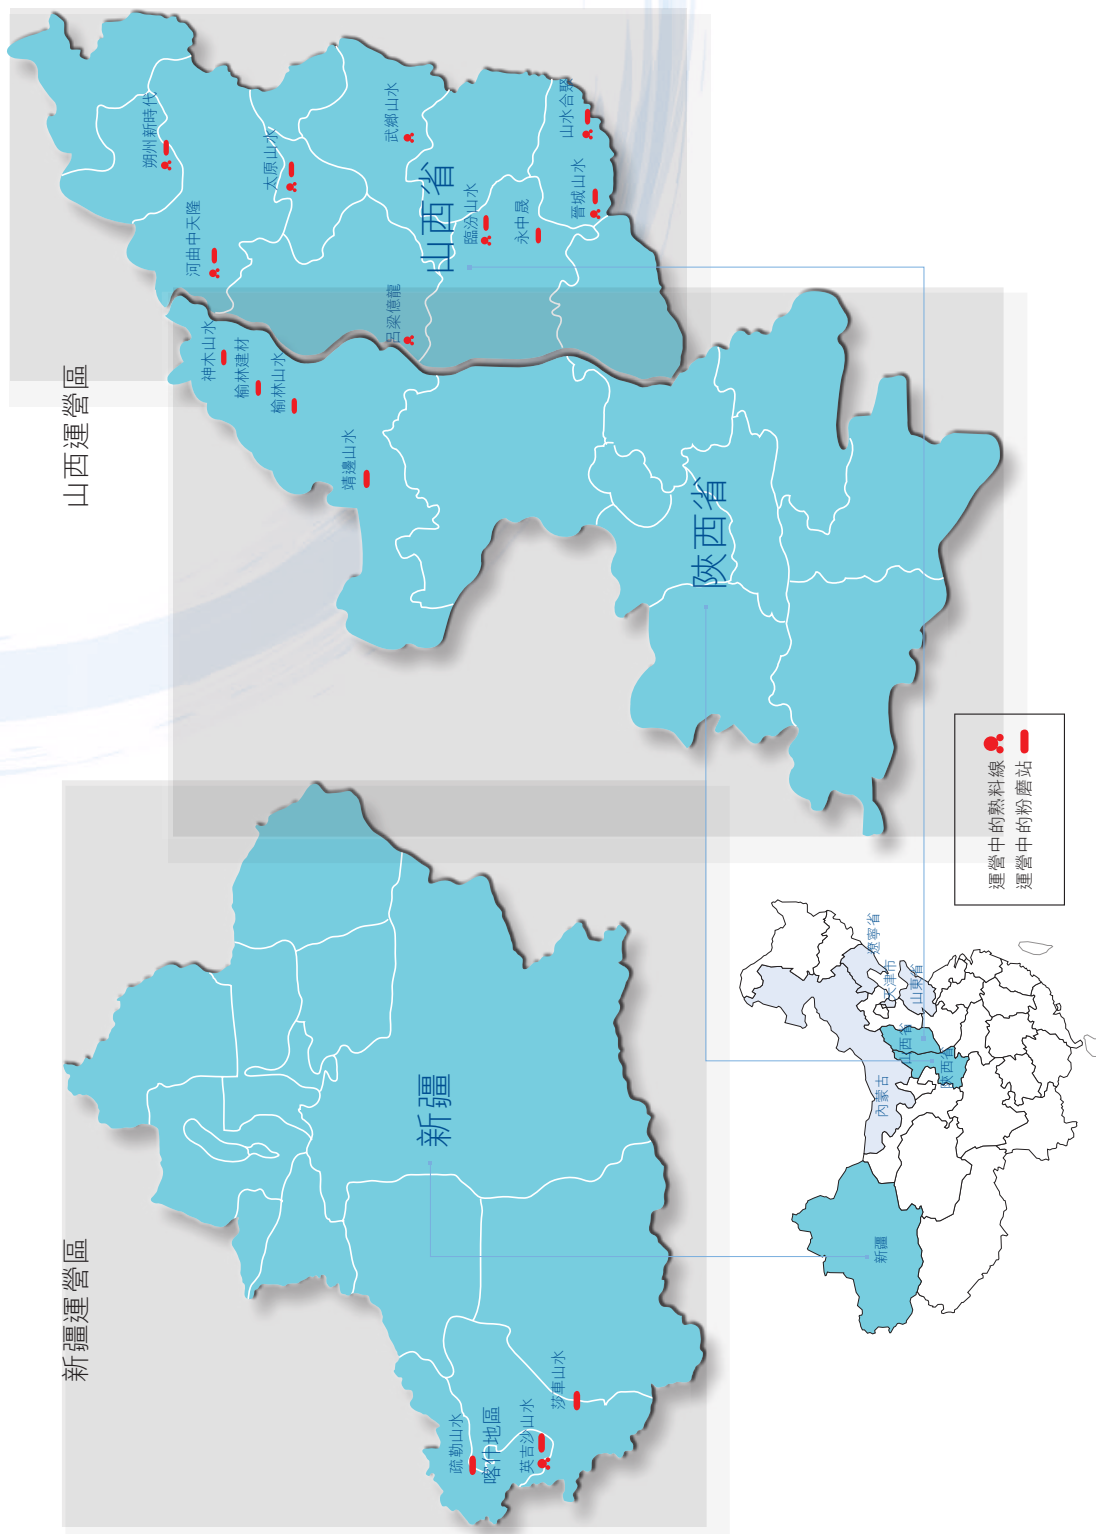 新疆運營區
新疆
疏勒山水
喀什地區
英吉沙山水
莎車山水
山西運營區
山西省
朔州新時代
河曲中天隆
太原山水
武鄉山水
呂梁億龍
臨汾山水
永中晟
晉城山水
山水合聚
陝西省
神木山水
榆林建材
榆林山水
靖邊山水
新疆
內蒙古
山西省
陝西省
天津市
山東省
遼寧省
運營中的熟料線
運營中的粉磨站